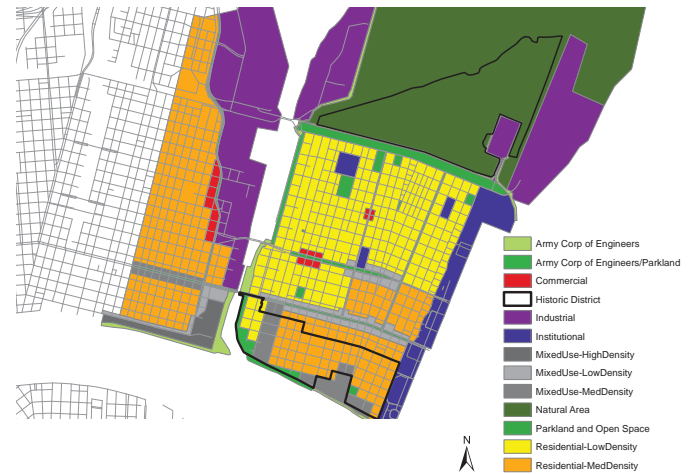 Army Corp of Engineers
Army Corp of Engineers/Parkland
Commercial
Historic District
Industrial
Institutional
MixedUse-HighDensity
MixedUse-LowDensity
MixedUse-MedDensity
Natural Area
Parkland and Open Space
Residential-LowDensity
Residential-MedDensity
N